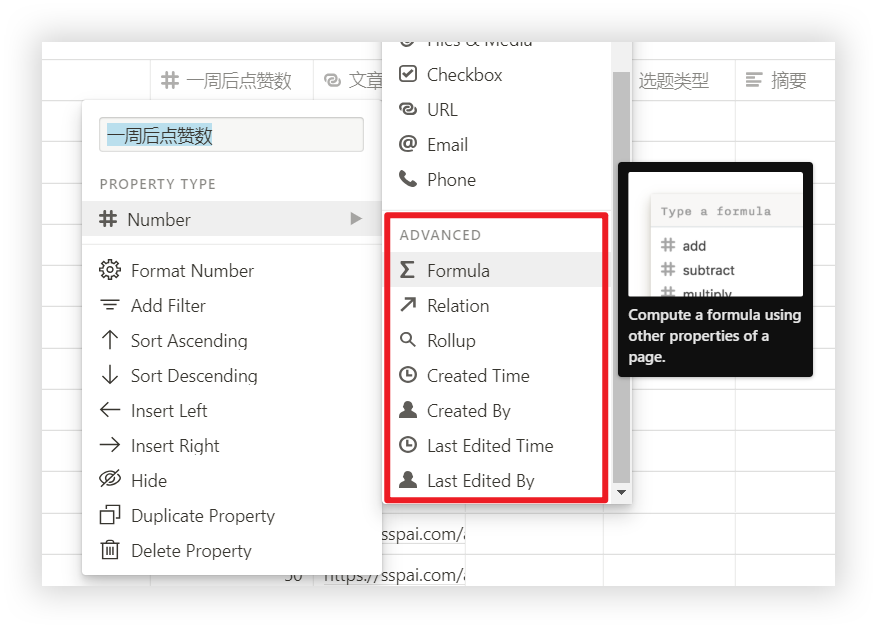 一周后点赞数
文章
选题类型
摘要
一周后点赞数
PROPERTY TYPE
Number
Format Number
Add Filter
Sort Ascending
Sort Descending
Insert Left
Insert Right
Hide
Duplicate Property
Delete Property
Files & Media
Checkbox
URL
Email
Phone
ADVANCED
Formula
Relation
Rollup
Created Time
Created By
Last Edited Time
Last Edited By
Type a formula
add
subtract
multiply
Compute a formula using
other properties of a
page.
sspai.com/a
50
https://sspai.com/a